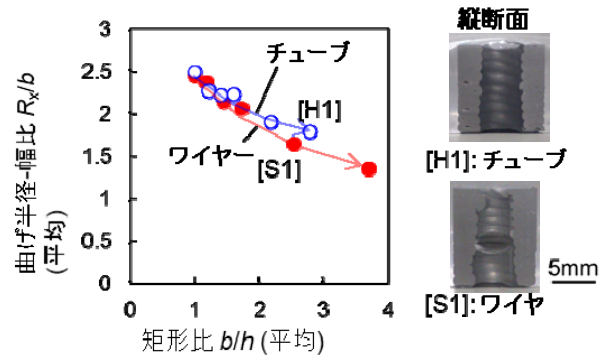 縦断面
3
2.5
2
1.5
1
0.5
0
チューブ
[H1]
ワイヤー
[S1]
曲げ半径-幅比 Rx/b
(平均)
0
1
2
3
4
矩形比 b/h (平均)
[H1]: チューブ
5mm
[S1]: ワイヤ